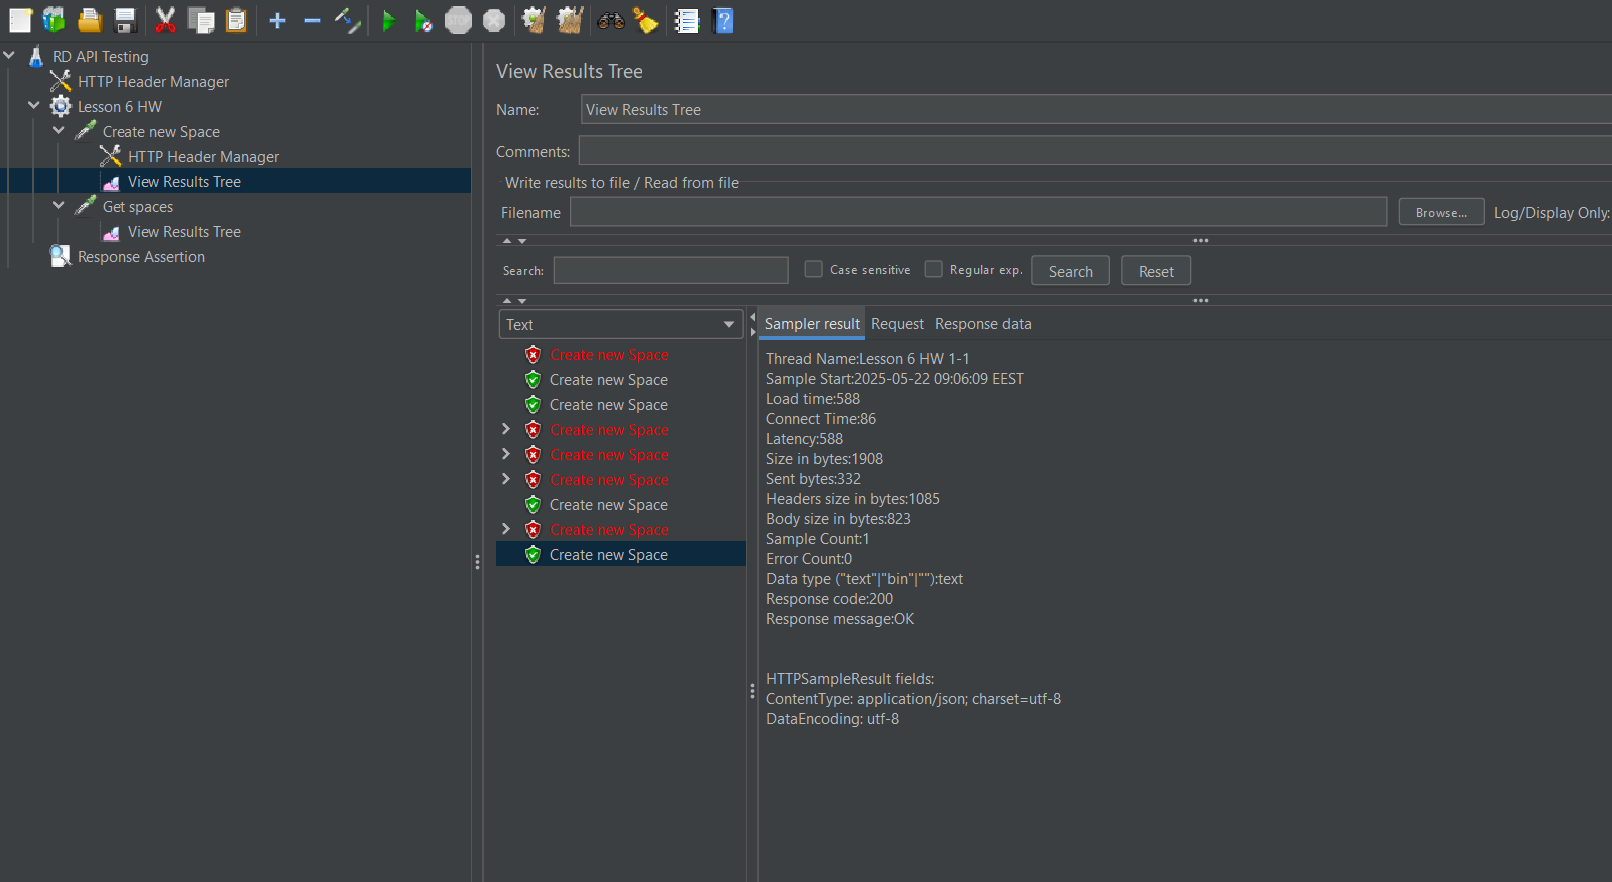 STOP
?
RD API Testing
HTTP Header Manager
Lesson 6 HW
Create new Space
HTTP Header Manager
View Results Tree
Get spaces
View Results Tree
Response Assertion
View Results Tree
Name: View Results Tree
Comments:
Write results to file / Read from file
Filename Browse... Log/Display Only:
Search: Case sensitive Regular exp. Search Reset
Text
Create new Space
Create new Space
Create new Space
Create new Space
Create new Space
Create new Space
Create new Space
Create new Space
Create new Space
Sampler result Request Response data
Thread Name:Lesson 6 HW 1-1
Sample Start:2025-05-22 09:06:09 EEST
Load time:588
Connect Time:86
Latency:588
Size in bytes:1908
Sent bytes:332
Headers size in bytes:1085
Body size in bytes:823
Sample Count:1
Error Count:0
Data type ("text"|"bin"|""):text
Response code:200
Response message:OK
HTTPSampleResult fields:
ContentType: application/json; charset=utf-8
DataEncoding: utf-8